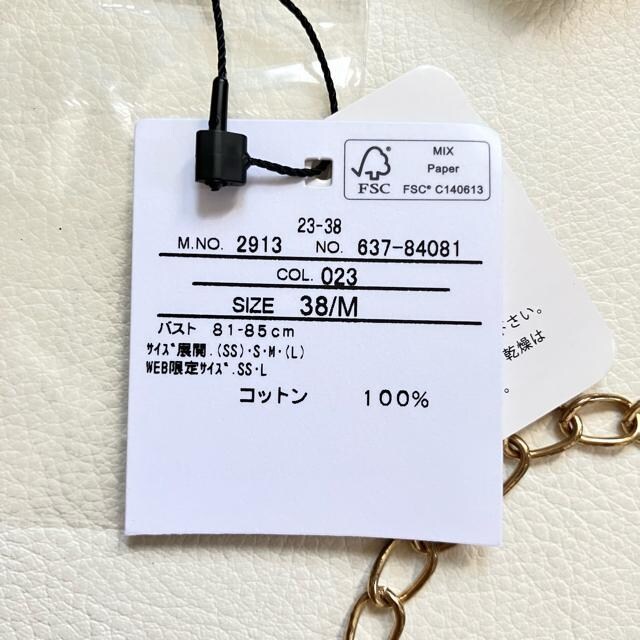 MIX
Paper
FSC® C140613
FSC
23-38
M.NO. 2913 NO. 637-84081
COL. 023
SIZE 38/M
バスト 81-85cm
ｻｲｽﾞ展開.(SS)・S・M・(L)
WEB限定ｻｲｽﾞ.SS・L
コットン 100%
さい。
乾燥は